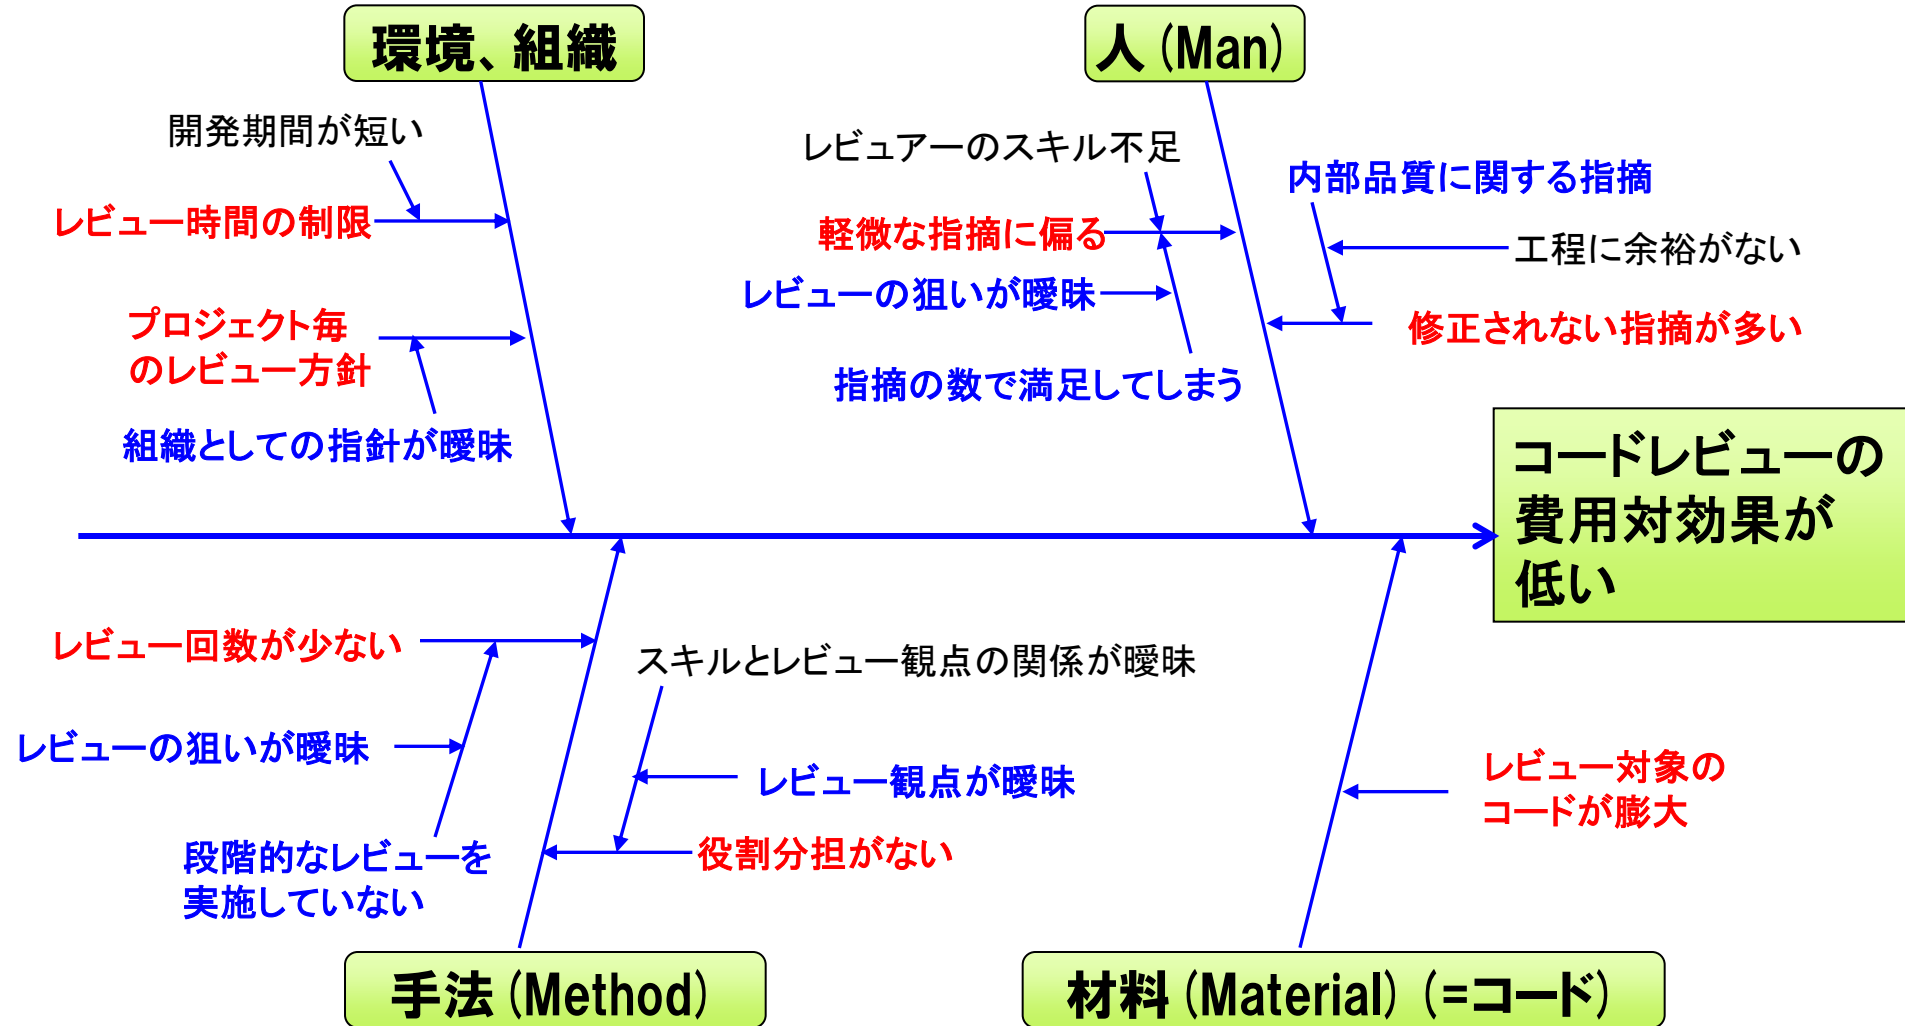 環境、組織
人(Man)
開発期間が短い
レビュアーのスキル不足
内部品質に関する指摘
レビュー時間の制限
軽微な指摘に偏る
工程に余裕がない
レビューの狙いが曖昧
プロジェクト毎
のレビュー方針
修正されない指摘が多い
指摘の数で満足してしまう
組織としての指針が曖昧
コードレビューの
費用対効果が
低い
レビュー回数が少ない
スキルとレビュー観点の関係が曖昧
レビューの狙いが曖昧
レビュー観点が曖昧
レビュー対象の
コードが膨大
段階的なレビューを
実施していない
役割分担がない
手法(Method)
材料(Material)(=コード)